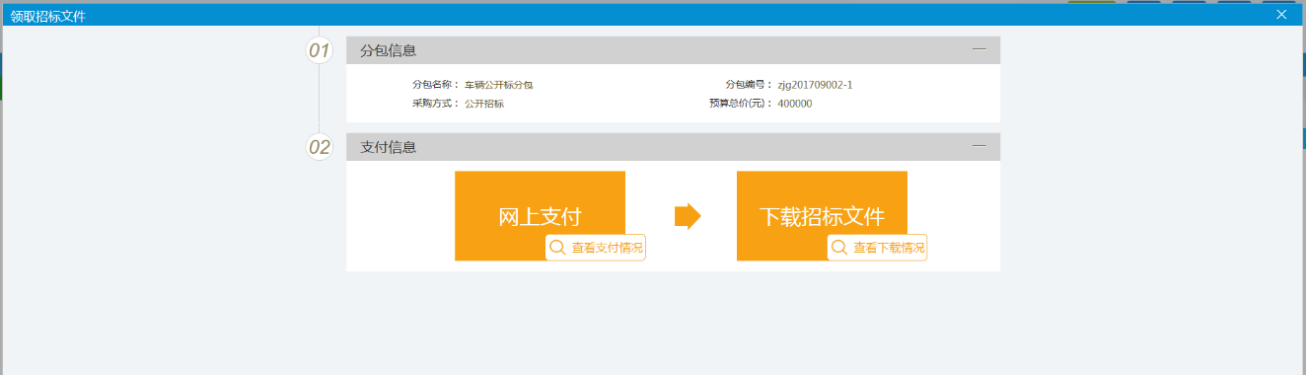 领取招标文件
01 分包信息
分包名称： 车辆公开标分包 分包编号： zjg201709002-1
采购方式： 公开招标 预算总价(元)： 400000
02 支付信息
网上支付 下载招标文件
查看支付情况 查看下载情况